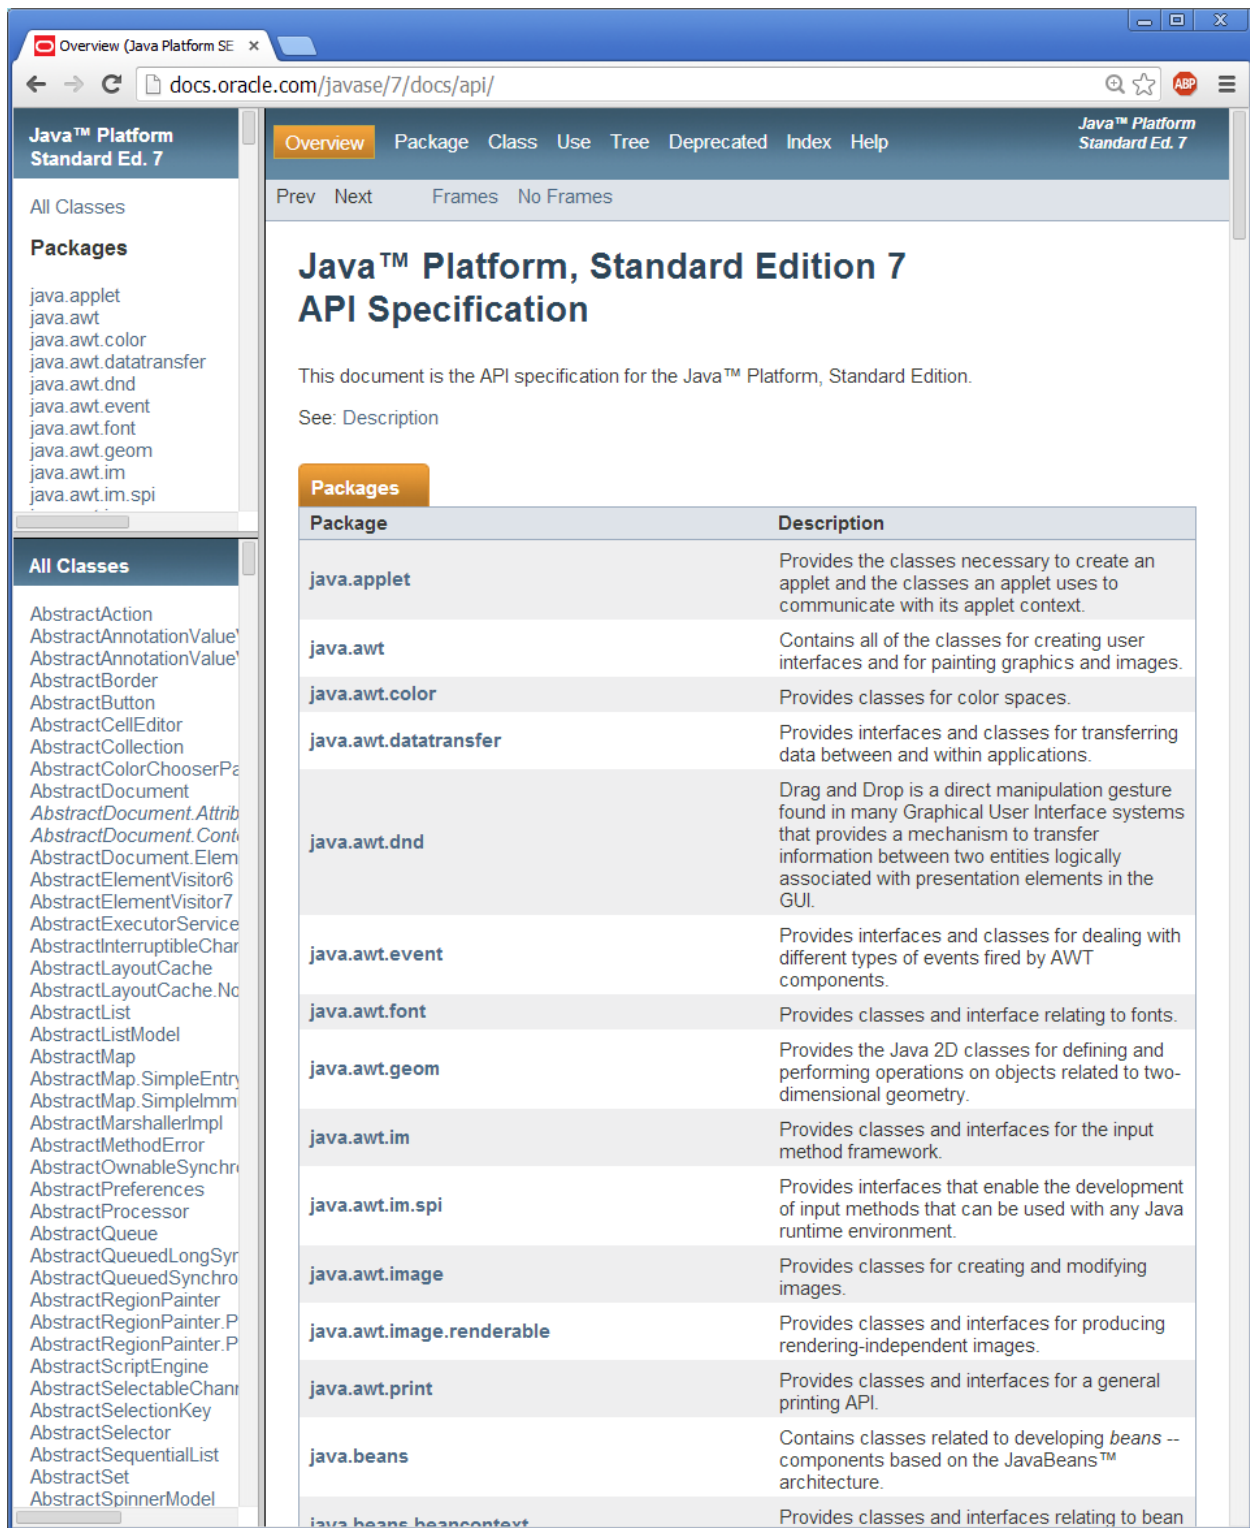 Overview (Java Platform SE
docs.oracle.com/javase/7/docs/api/
ABP
Java™ Platform
Standard Ed. 7
All Classes
Packages
java.applet
java.awt
java.awt.color
java.awt.datatransfer
java.awt.dnd
java.awt.event
java.awt.font
java.awt.geom
java.awt.im
java.awt.im.spi
All Classes
AbstractAction
AbstractAnnotationValue
AbstractAnnotationValue
AbstractBorder
AbstractButton
AbstractCellEditor
AbstractCollection
AbstractColorChooserPa
AbstractDocument
AbstractDocument.Attrib
AbstractDocument.Conte
AbstractDocument.Elem
AbstractElementVisitor6
AbstractElementVisitor7
AbstractExecutorService
AbstractInterruptibleChan
AbstractLayoutCache
AbstractLayoutCache.No
AbstractList
AbstractListModel
AbstractMap
AbstractMap.SimpleEntry
AbstractMap.SimpleImm
AbstractMarshallerImpl
AbstractMethodError
AbstractOwnableSynchr
AbstractPreferences
AbstractProcessor
AbstractQueue
AbstractQueuedLongSyn
AbstractQueuedSynchro
AbstractRegionPainter
AbstractRegionPainter.P
AbstractRegionPainter.P
AbstractScriptEngine
AbstractSelectableChann
AbstractSelectionKey
AbstractSelector
AbstractSequentialList
AbstractSet
AbstractSpinnerModel
Overview Package Class Use Tree Deprecated Index Help
Java™ Platform
Standard Ed. 7
Prev Next Frames No Frames
Java™ Platform, Standard Edition 7
API Specification
This document is the API specification for the Java™ Platform, Standard Edition.
See: Description
Packages
Package Description
java.applet
Provides the classes necessary to create an
applet and the classes an applet uses to
communicate with its applet context.
java.awt
Contains all of the classes for creating user
interfaces and for painting graphics and images.
java.awt.color
Provides classes for color spaces.
java.awt.datatransfer
Provides interfaces and classes for transferring
data between and within applications.
java.awt.dnd
Drag and Drop is a direct manipulation gesture
found in many Graphical User Interface systems
that provides a mechanism to transfer
information between two entities logically
associated with presentation elements in the
GUI.
java.awt.event
Provides interfaces and classes for dealing with
different types of events fired by AWT
components.
java.awt.font
Provides classes and interface relating to fonts.
java.awt.geom
Provides the Java 2D classes for defining and
performing operations on objects related to two-
dimensional geometry.
java.awt.im
Provides classes and interfaces for the input
method framework.
java.awt.im.spi
Provides interfaces that enable the development
of input methods that can be used with any Java
runtime environment.
java.awt.image
Provides classes for creating and modifying
images.
java.awt.image.renderable
Provides classes and interfaces for producing
rendering-independent images.
java.awt.print
Provides classes and interfaces for a general
printing API.
java.beans
Contains classes related to developing beans --
components based on the JavaBeans™
architecture.
java.beans.beancontext
Provides classes and interfaces relating to bean